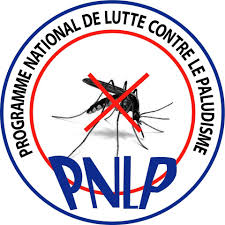 PROGRAMME NATIONAL DE LUTTE CONTRE LE PALUDISME
PNLP